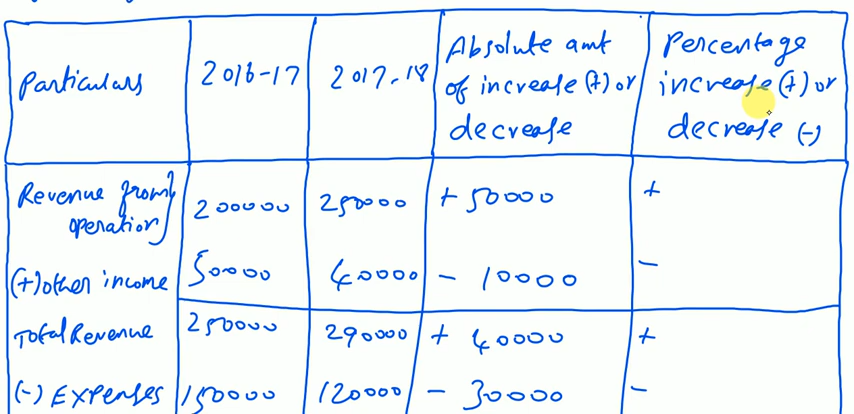 Particulars 2016-17 2017-18 Absolute amt of increase (+) or decrease Percentage increase (+) or decrease (-)
Revenue from operation 200000 250000 + 50000 +
(+) other income 50000 40000 - 10000 -
Total Revenue 250000 290000 + 40000 +
(-) Expenses 150000 120000 - 30000 -